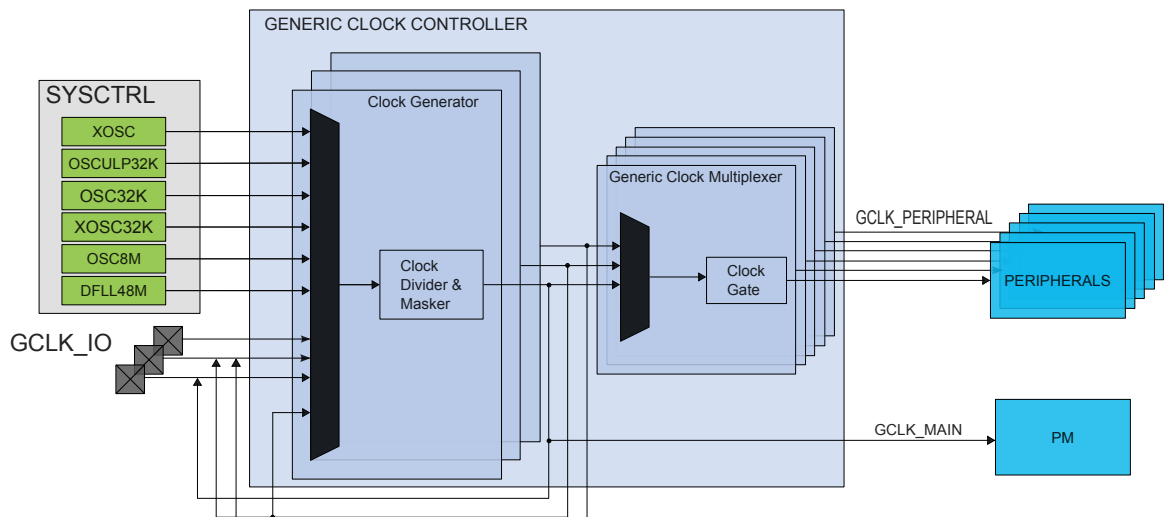 GENERIC CLOCK CONTROLLER
SYSCTRL
XOSC
OSCULP32K
OSC32K
XOSC32K
OSC8M
DFLL48M
GCLK_IO
Clock Generator
Clock
Divider &
Masker
Generic Clock Multiplexer
Clock
Gate
GCLK_PERIPHERAL
PERIPHERALS
GCLK_MAIN
PM